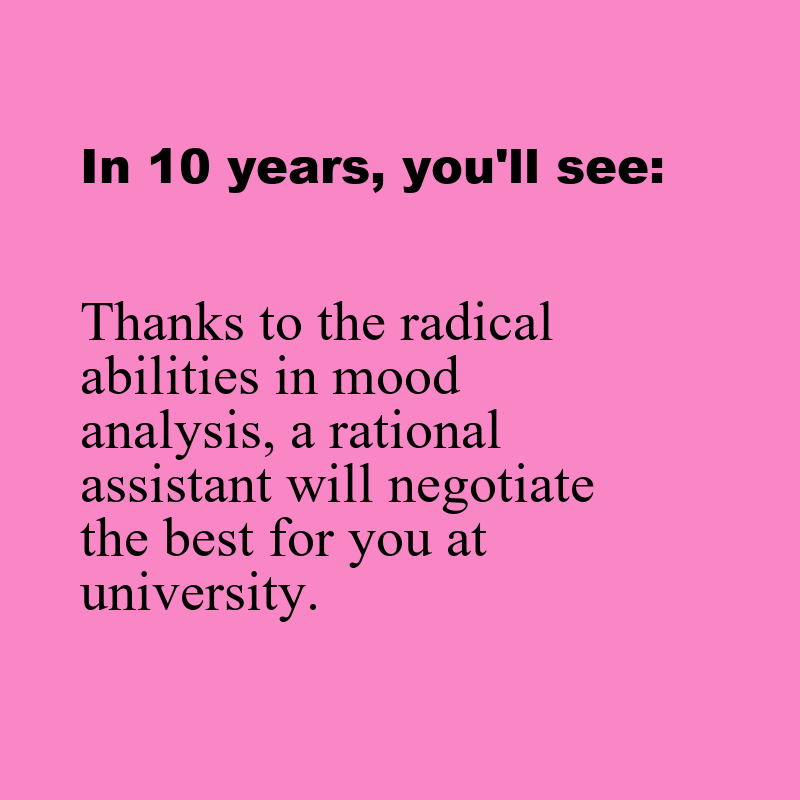 In 10 years, you'll see:
Thanks to the radical
abilities in mood
analysis, a rational
assistant will negotiate
the best for you at
university.